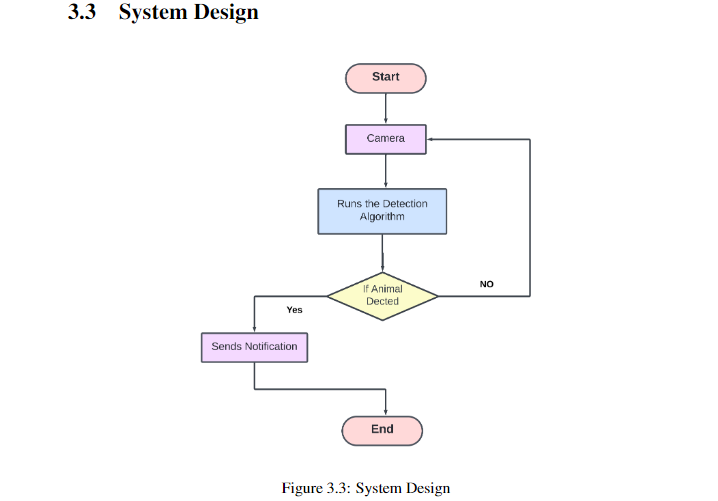 3.3 System Design
Start
Camera
Runs the Detection
Algorithm
If Animal
Dected
NO
Yes
Sends Notification
End
Figure 3.3: System Design